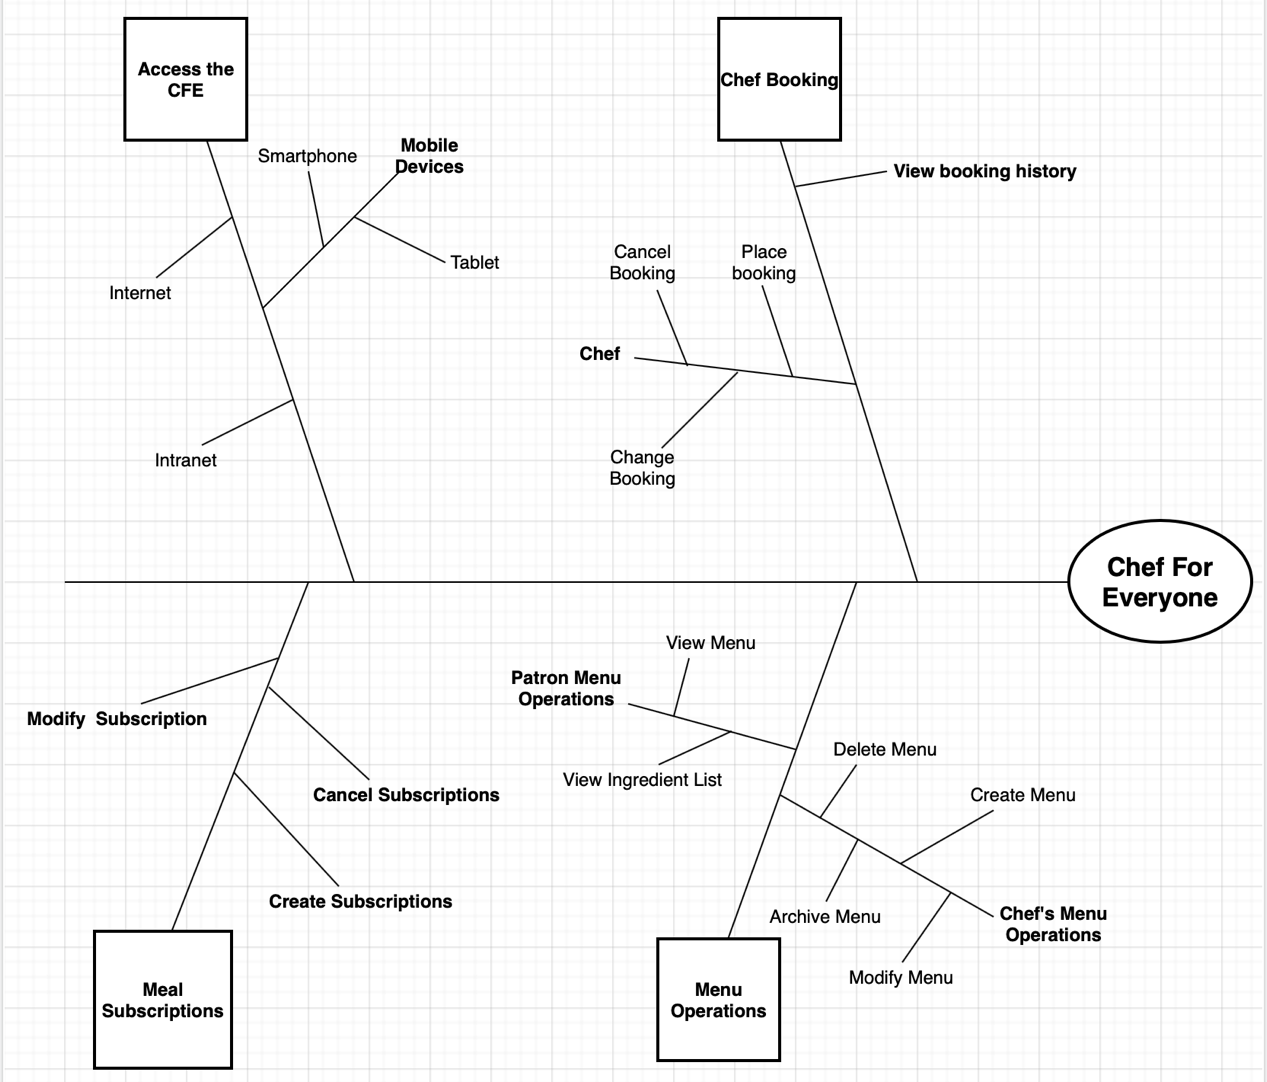 Access the
CFE
Chef Booking
Smartphone
Mobile
Devices
View booking history
Internet
Tablet
Cancel
Booking
Place
booking
Chef
Change
Booking
Intranet
Chef For
Everyone
View Menu
Patron Menu
Operations
Modify  Subscription
View Ingredient List
Delete Menu
Cancel Subscriptions
Create Menu
Create Subscriptions
Archive Menu
Chef's Menu
Operations
Modify Menu
Meal
Subscriptions
Menu
Operations